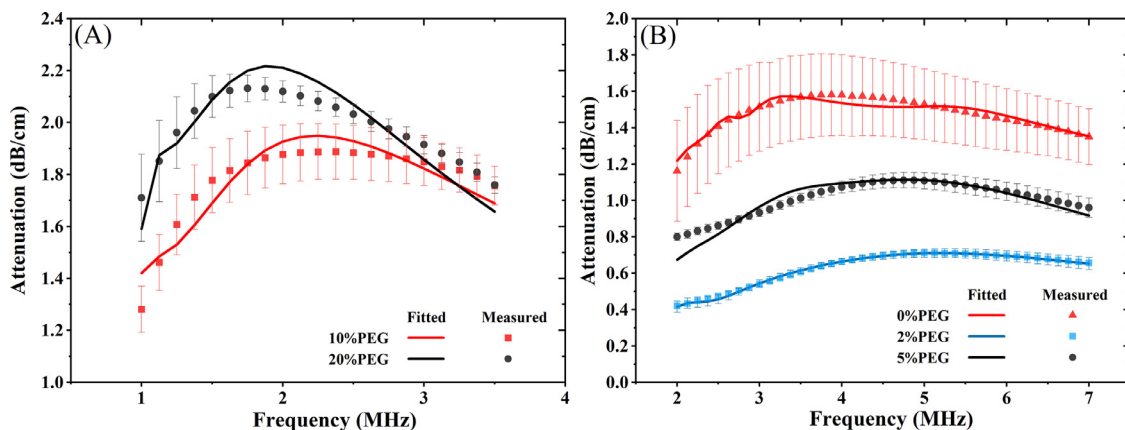 (A)
2.4
2.2
2.0
1.8
1.6
1.4
1.2
1.0
Attenuation (dB/cm)
Fitted Measured
10%PEG
20%PEG
1 2 3 4
Frequency (MHz)
(B)
2.0
1.8
1.6
1.4
1.2
1.0
0.8
0.6
0.4
0.2
0.0
Attenuation (dB/cm)
Fitted Measured
0%PEG
2%PEG
5%PEG
2 3 4 5 6 7
Frequency (MHz)